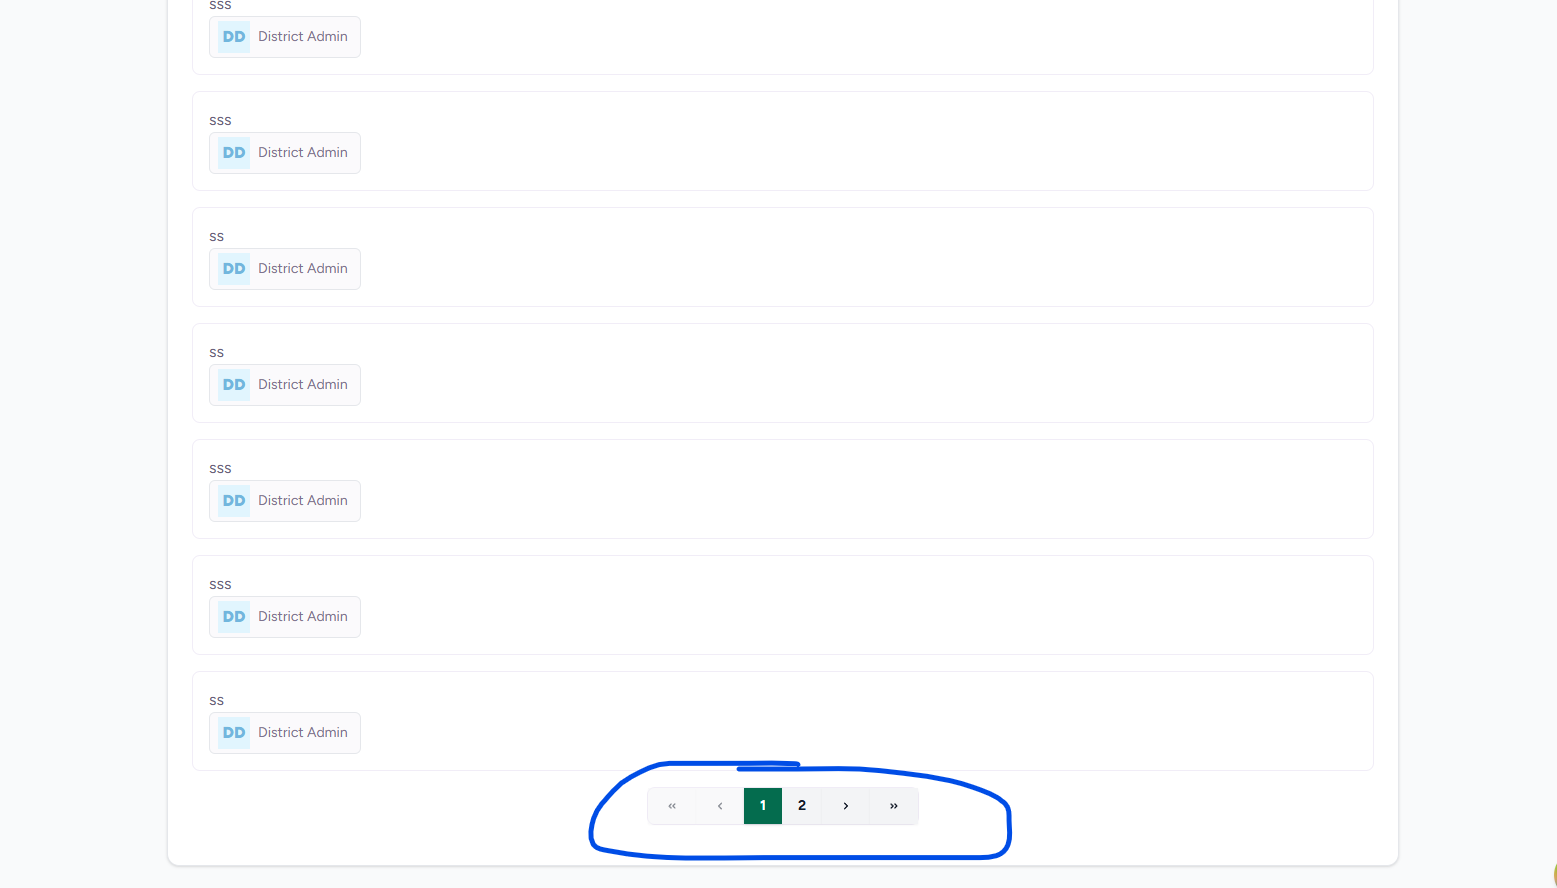 sss
DD District Admin
sss
DD District Admin
ss
DD District Admin
ss
DD District Admin
sss
DD District Admin
sss
DD District Admin
ss
DD District Admin
« ‹ 1 2 › »